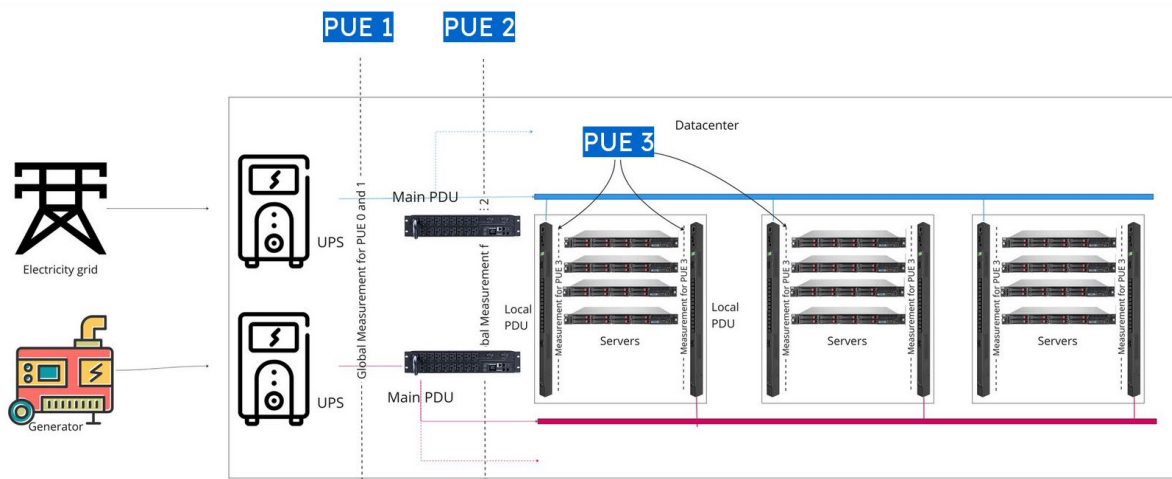 PUE 1
PUE 2
Datacenter
PUE 3
Electricity grid
UPS
Global Measurement for PUE 0 and 1
Main PDU
: 2
bal Measurement f
Local
PDU
Measurement for PUE 3
Servers
Measurement for PUE 3
Local
PDU
Measurement for PUE 3
Servers
Measurement for PUE 3
Measurement for PUE 3
Servers
Measurement for PUE 3
Generator
UPS
Main PDU